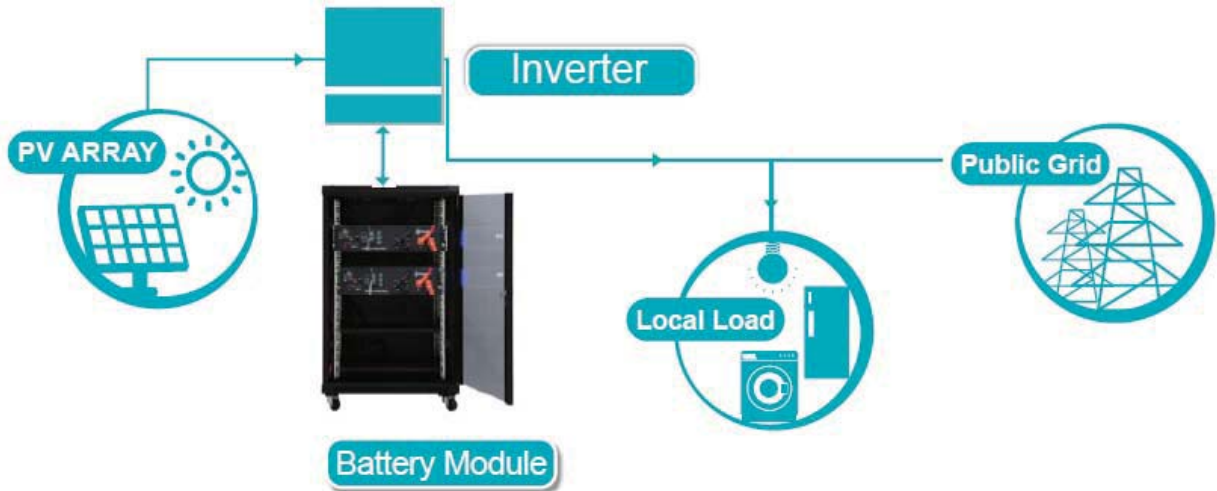 Inverter
PV ARRAY
Public Grid
Local Load
Battery Module